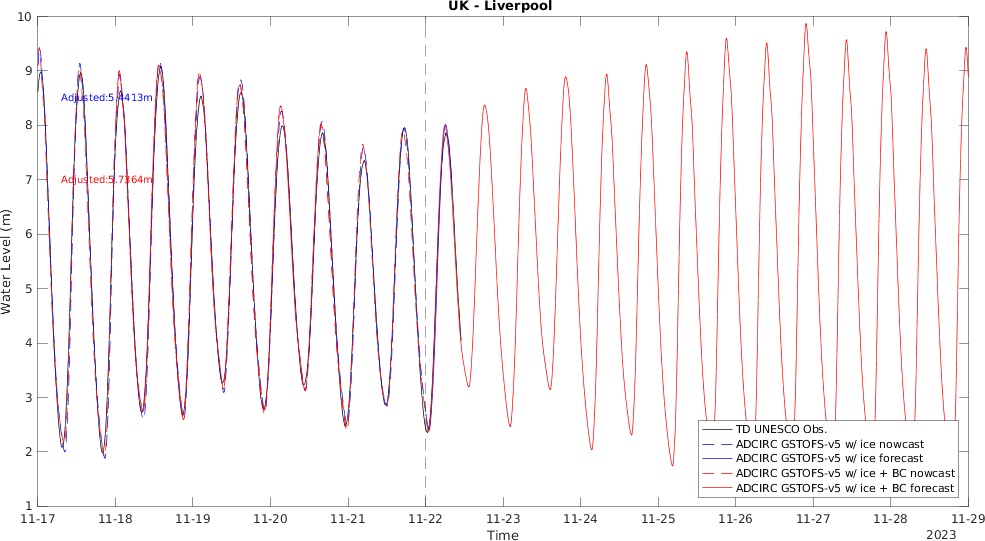 UK - Liverpool
10
9
8
7
6
5
4
3
2
1
Water Level (m)
Adjusted:5.4413m
Adjusted:5.7364m
TD UNESCO Obs.
ADCIRC GSTOFS-v5 w/ ice nowcast
ADCIRC GSTOFS-v5 w/ ice forecast
ADCIRC GSTOFS-v5 w/ ice + BC nowcast
ADCIRC GSTOFS-v5 w/ ice + BC forecast
11-17 11-18 11-19 11-20 11-21 11-22 11-23 11-24 11-25 11-26 11-27 11-28 11-29
Time
2023